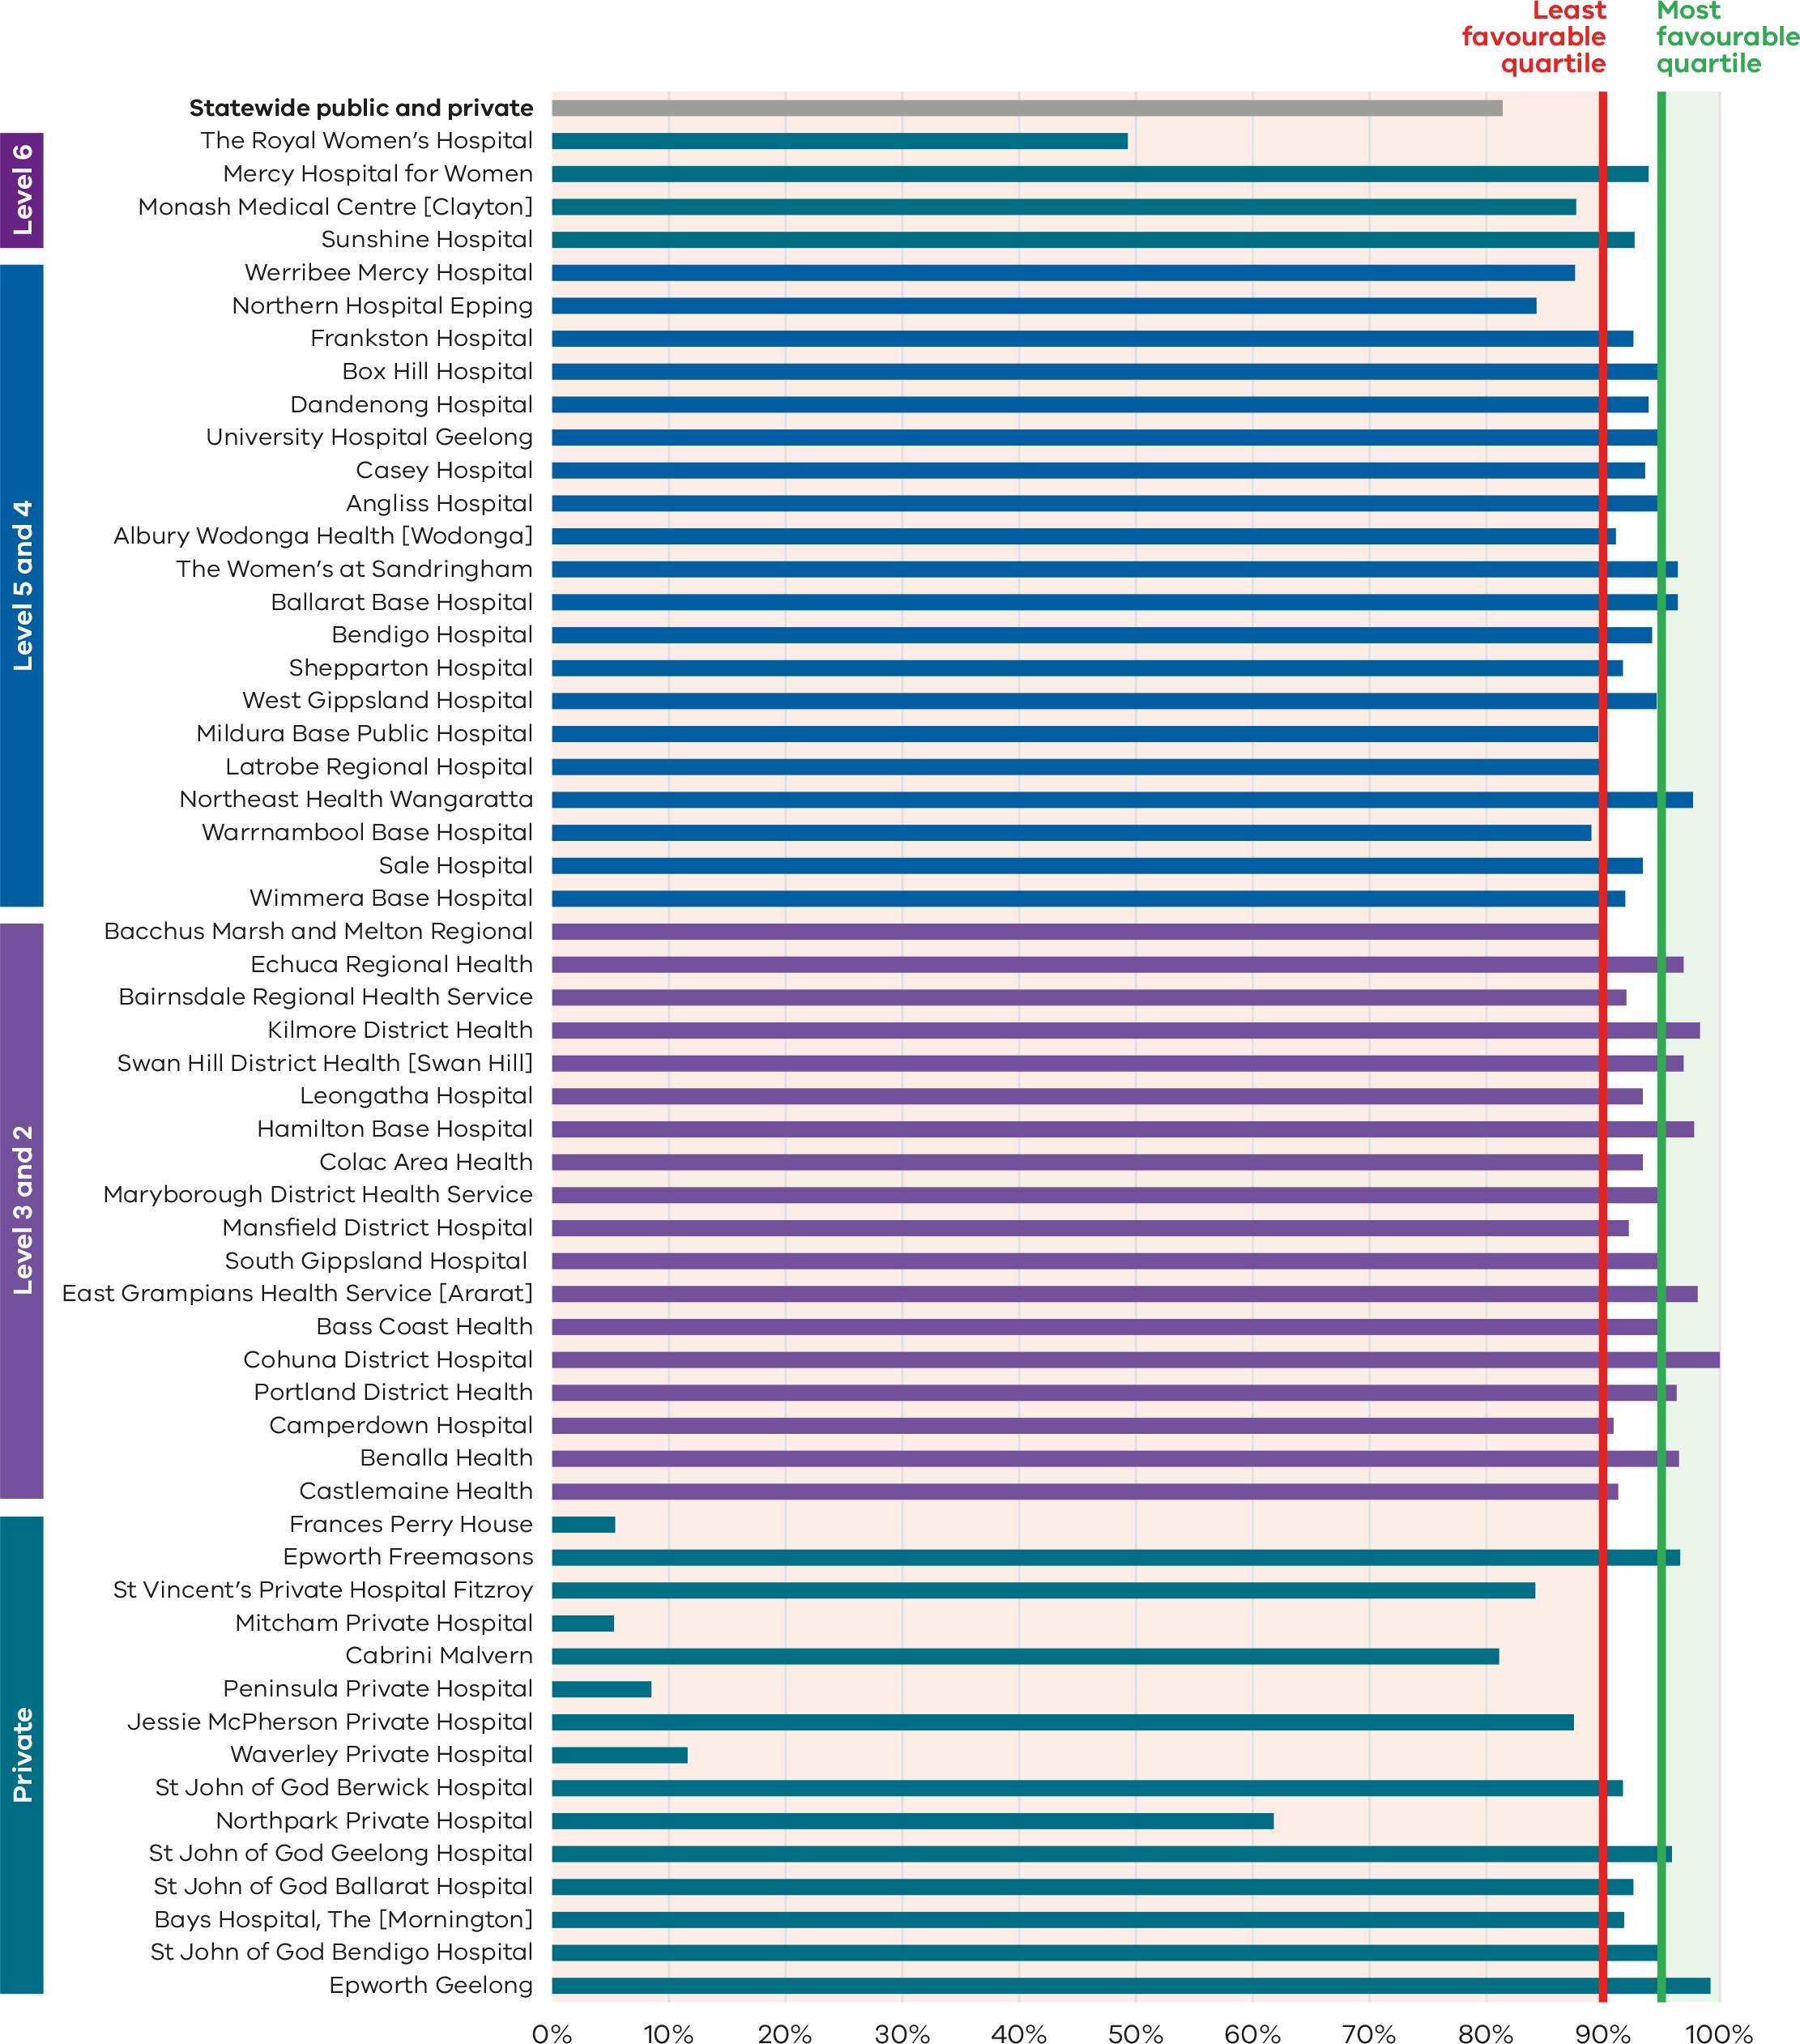 Least
favourable
quartile
Most
favourable
quartile
Statewide public and private
Level 6
The Royal Women’s Hospital
Mercy Hospital for Women
Monash Medical Centre [Clayton]
Sunshine Hospital
Level 5 and 4
Werribee Mercy Hospital
Northern Hospital Epping
Frankston Hospital
Box Hill Hospital
Dandenong Hospital
University Hospital Geelong
Casey Hospital
Angliss Hospital
Albury Wodonga Health [Wodonga]
The Women’s at Sandringham
Ballarat Base Hospital
Bendigo Hospital
Shepparton Hospital
West Gippsland Hospital
Mildura Base Public Hospital
Latrobe Regional Hospital
Northeast Health Wangaratta
Warrnambool Base Hospital
Sale Hospital
Wimmera Base Hospital
Level 3 and 2
Bacchus Marsh and Melton Regional
Echuca Regional Health
Bairnsdale Regional Health Service
Kilmore District Health
Swan Hill District Health [Swan Hill]
Leongatha Hospital
Hamilton Base Hospital
Colac Area Health
Maryborough District Health Service
Mansfield District Hospital
South Gippsland Hospital
East Grampians Health Service [Ararat]
Bass Coast Health
Cohuna District Hospital
Portland District Health
Camperdown Hospital
Benalla Health
Castlemaine Health
Private
Frances Perry House
Epworth Freemasons
St Vincent’s Private Hospital Fitzroy
Mitcham Private Hospital
Cabrini Malvern
Peninsula Private Hospital
Jessie McPherson Private Hospital
Waverley Private Hospital
St John of God Berwick Hospital
Northpark Private Hospital
St John of God Geelong Hospital
St John of God Ballarat Hospital
Bays Hospital, The [Mornington]
St John of God Bendigo Hospital
Epworth Geelong
0% 10% 20% 30% 40% 50% 60% 70% 80% 90% 100%